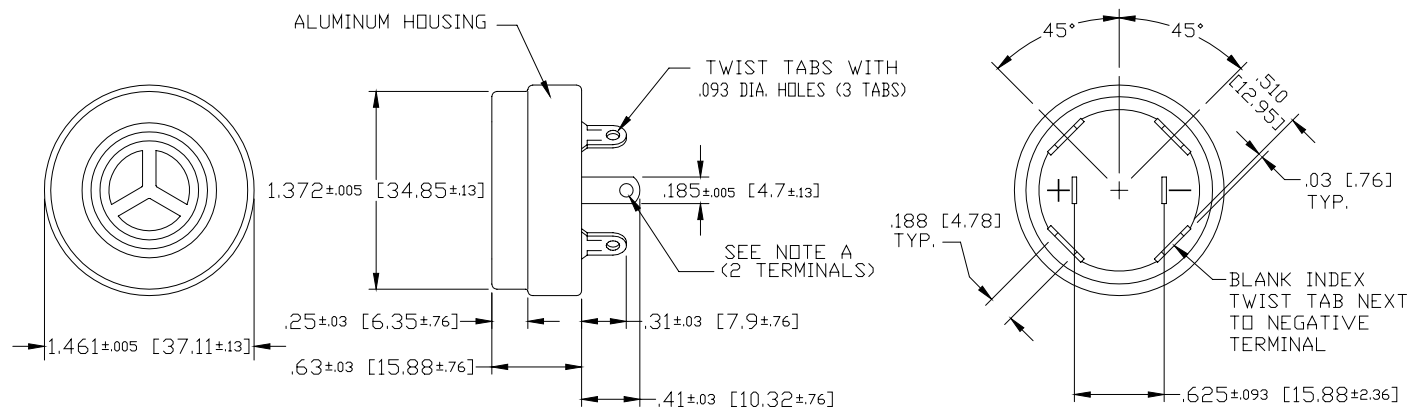 ALUMINUM HOUSING
TWIST TABS WITH
.093 DIA. HOLES (3 TABS)
1.372±.005 [34.85±.13]
.185±.005 [4.7±.13]
SEE NOTE A
(2 TERMINALS)
.25±.03 [6.35±.76]
.31±.03 [7.9±.76]
1.461±.005 [37.11±.13]
.63±.03 [15.88±.76]
.41±.03 [10.32±.76]
45°
45°
.510
[12.95]
.03 [.76]
TYP.
+
−
.188 [4.78]
TYP.
BLANK INDEX
TWIST TAB NEXT
TO NEGATIVE
TERMINAL
.625±.093 [15.88±2.36]